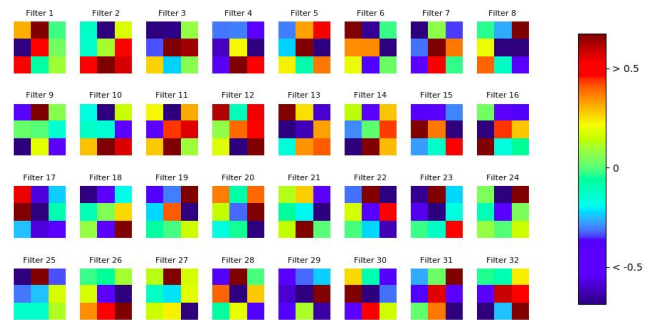 Filter 1 Filter 2 Filter 3 Filter 4 Filter 5 Filter 6 Filter 7 Filter 8
> 0.5
Filter 9 Filter 10 Filter 11 Filter 12 Filter 13 Filter 14 Filter 15 Filter 16
0
Filter 17 Filter 18 Filter 19 Filter 20 Filter 21 Filter 22 Filter 23 Filter 24
< -0.5
Filter 25 Filter 26 Filter 27 Filter 28 Filter 29 Filter 30 Filter 31 Filter 32